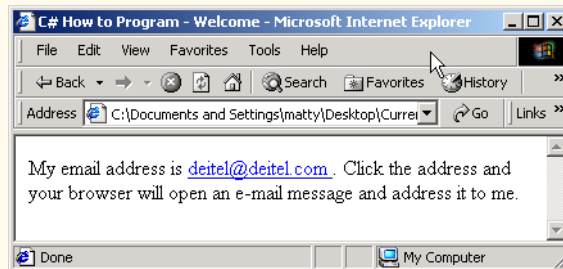 C# How to Program - Welcome - Microsoft Internet Explorer
File Edit View Favorites Tools Help
Back Search Favorites History »
Address C:\Documents and Settings\matty\Desktop\Currer Go Links »
My email address is deitel@deitel.com . Click the address and
your browser will open an e-mail message and address it to me.
Done My Computer